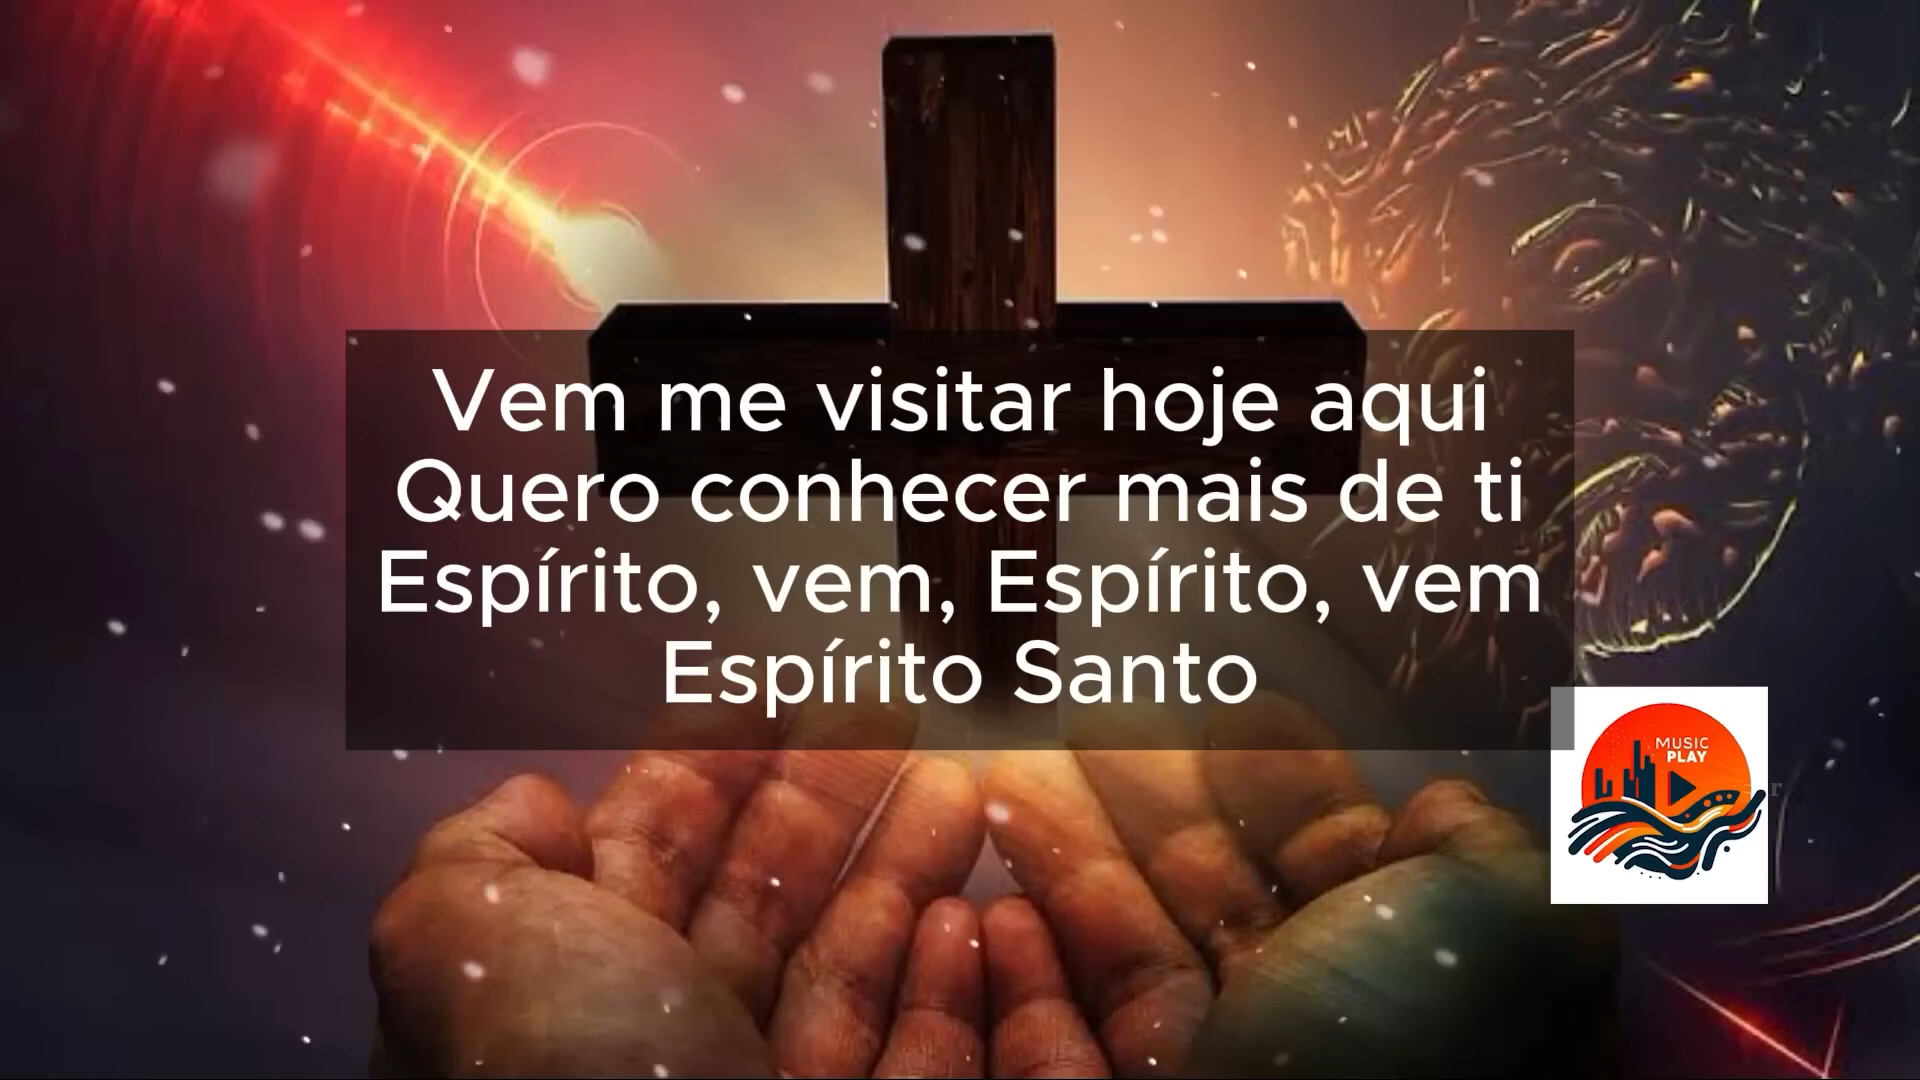 Vem me visitar hoje aqui
Quero conhecer mais de ti
Espírito, vem, Espírito, vem
Espírito Santo
MUSIC
PLAY